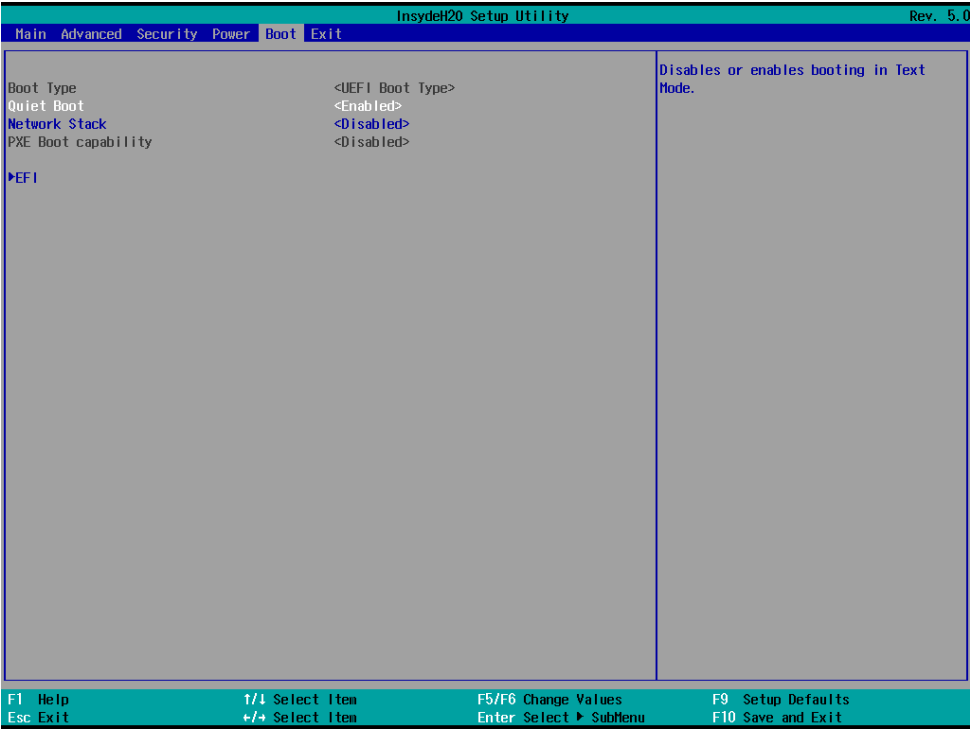 InsydeH20 Setup Utility Rev. 5.0
Main Advanced Security Power Boot Exit
Boot Type <UEFI Boot Type>
Quiet Boot <Enabled>
Network Stack <Disabled>
PXE Boot capability <Disabled>
▶EFI
Disables or enables booting in Text
Mode.
F1 Help ↑/↓ Select Item F5/F6 Change Values F9 Setup Defaults
Esc Exit ←/→ Select Item Enter Select ▶ SubMenu F10 Save and Exit